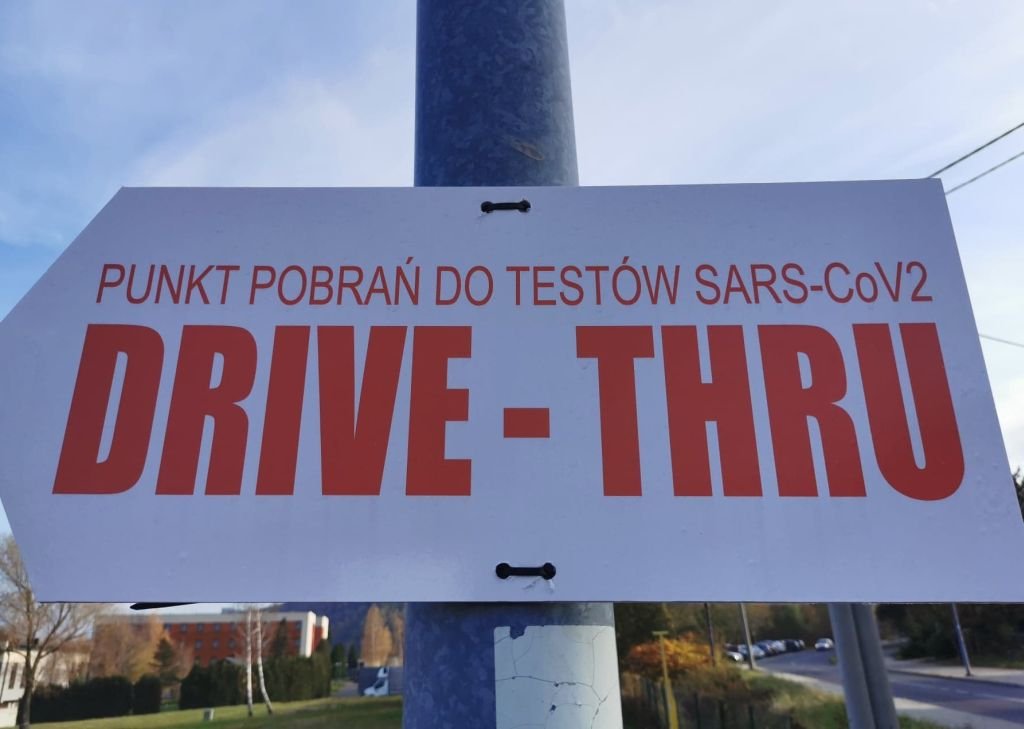 PUNKT POBRAŃ DO TESTÓW SARS-CoV2
DRIVE - THRU